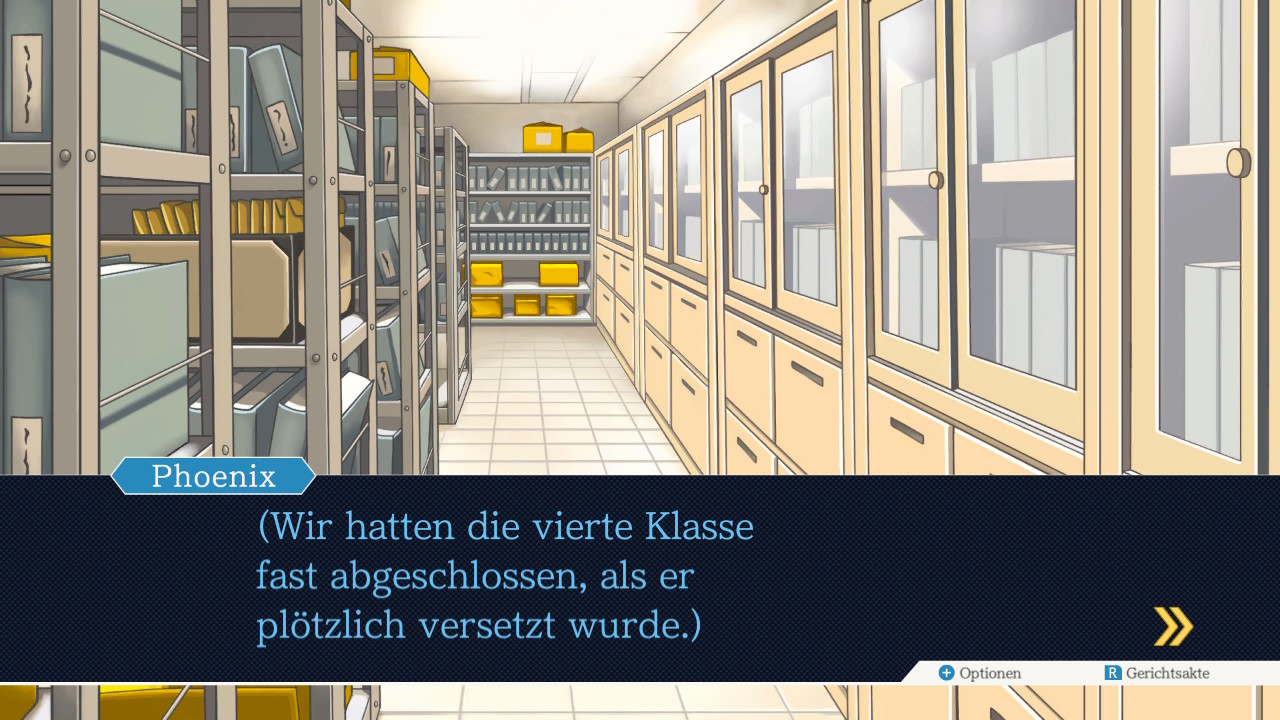 Phoenix
(Wir hatten die vierte Klasse
fast abgeschlossen, als er
plötzlich versetzt wurde.)
+ Optionen
R Gerichtsakte